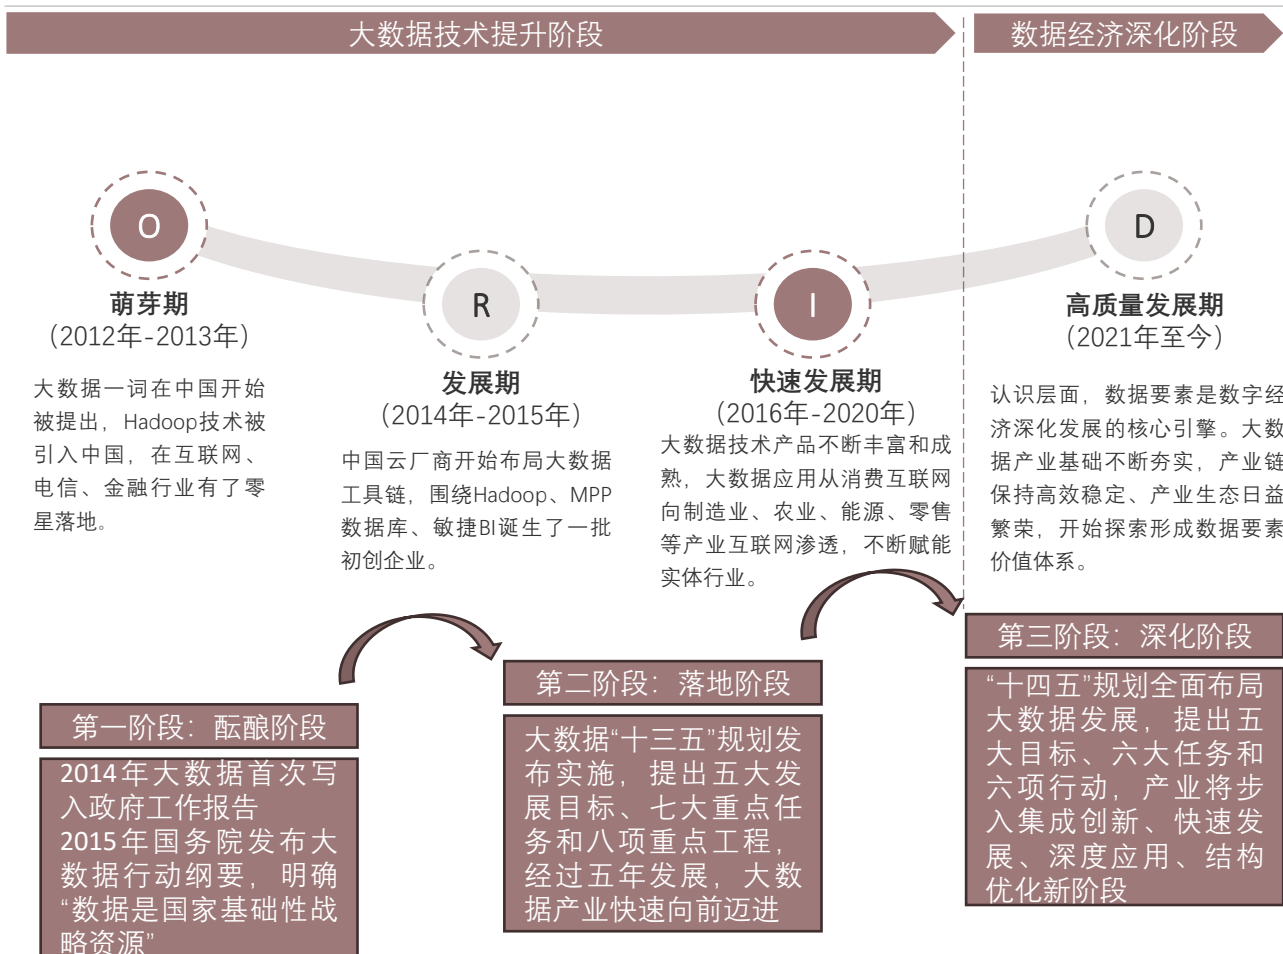 大数据技术提升阶段
数据经济深化阶段
O
萌芽期
（2012年-2013年）
大数据一词在中国开始
被提出，Hadoop技术被
引入中国，在互联网、
电信、金融行业有了零
星落地。
R
发展期
（2014年-2015年）
中国云厂商开始布局大数据
工具链，围绕Hadoop、MPP
数据库、敏捷BI诞生了一批
初创企业。
I
快速发展期
（2016年-2020年）
大数据技术产品不断丰富和成
熟，大数据应用从消费互联网
向制造业、农业、能源、零售
等产业互联网渗透，不断赋能
实体行业。
D
高质量发展期
（2021年至今）
认识层面，数据要素是数字经
济深化发展的核心引擎。大数
据产业基础不断夯实，产业链
保持高效稳定、产业生态日益
繁荣，开始探索形成数据要素
价值体系。
第一阶段：酝酿阶段
2014年大数据首次写
入政府工作报告
2015年国务院发布大
数据行动纲要，明确
“数据是国家基础性战
略资源”
第二阶段：落地阶段
大数据“十三五”规划发
布实施，提出五大发
展目标、七大重点任
务和八项重点工程，
经过五年发展，大数
据产业快速向前迈进
第三阶段：深化阶段
“十四五”规划全面布局
大数据发展，提出五
大目标、六大任务和
六项行动，产业将步
入集成创新、快速发
展、深度应用、结构
优化新阶段